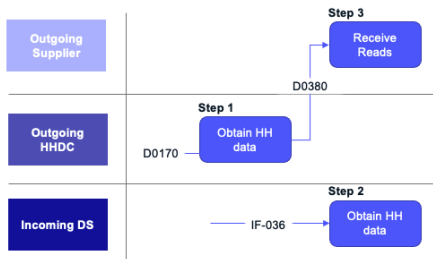 Step 3
Outgoing
Supplier
Receive
Reads
D0380
Step 1
Outgoing
HHDC
Obtain HH
data
D0170
Step 2
Incoming DS
IF-036
Obtain HH
data